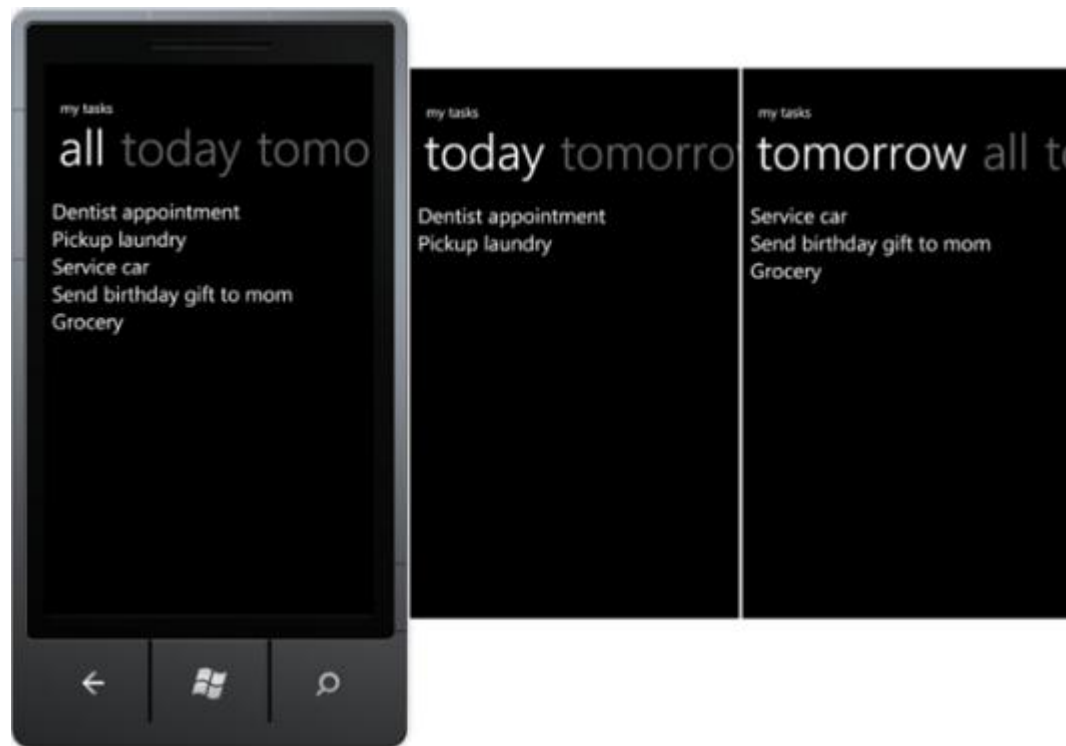 my tasks
all today tomo
Dentist appointment
Pickup laundry
Service car
Send birthday gift to mom
Grocery
my tasks
today tomorro
Dentist appointment
Pickup laundry
my tasks
tomorrow all to
Service car
Send birthday gift to mom
Grocery